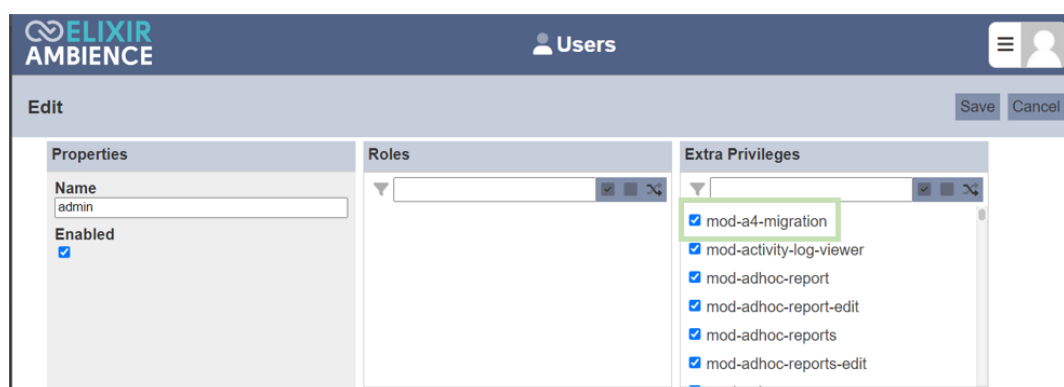 ELIXIR
AMBIENCE
Users
Edit
Save Cancel
Properties
Name
admin
Enabled
Roles
Extra Privileges
mod-a4-migration
mod-activity-log-viewer
mod-adhoc-report
mod-adhoc-report-edit
mod-adhoc-reports
mod-adhoc-reports-edit